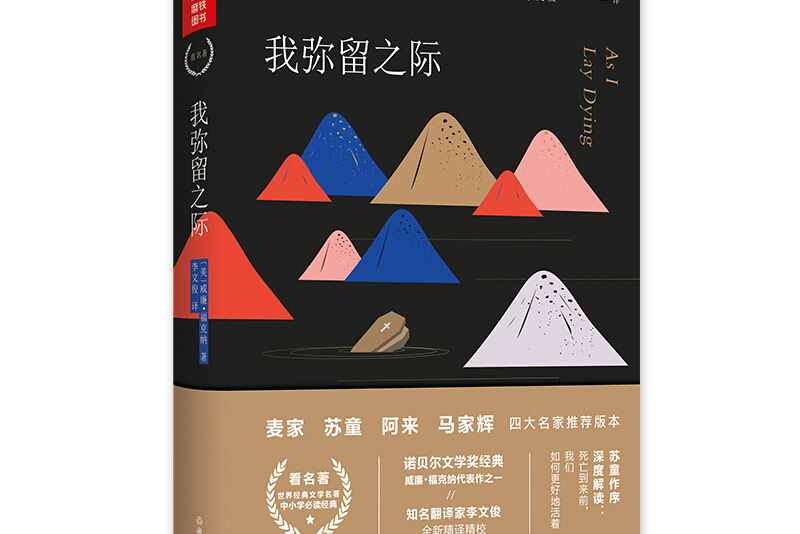 磨铁
图书
看名著
我弥留之际
(美)威廉·福克纳 著
李文俊 译
译
我弥留之际
As I
Lay Dying
麦家 苏童 阿来 马家辉 四大名家推荐版本
看名著
世界经典文学名著
中小学必读经典
诺贝尔文学奖经典
威廉·福克纳代表作之一
//
知名翻译家李文俊
全新精译精校
苏童作序
深度解读:
死亡到来前,
我们
如何更好地活着